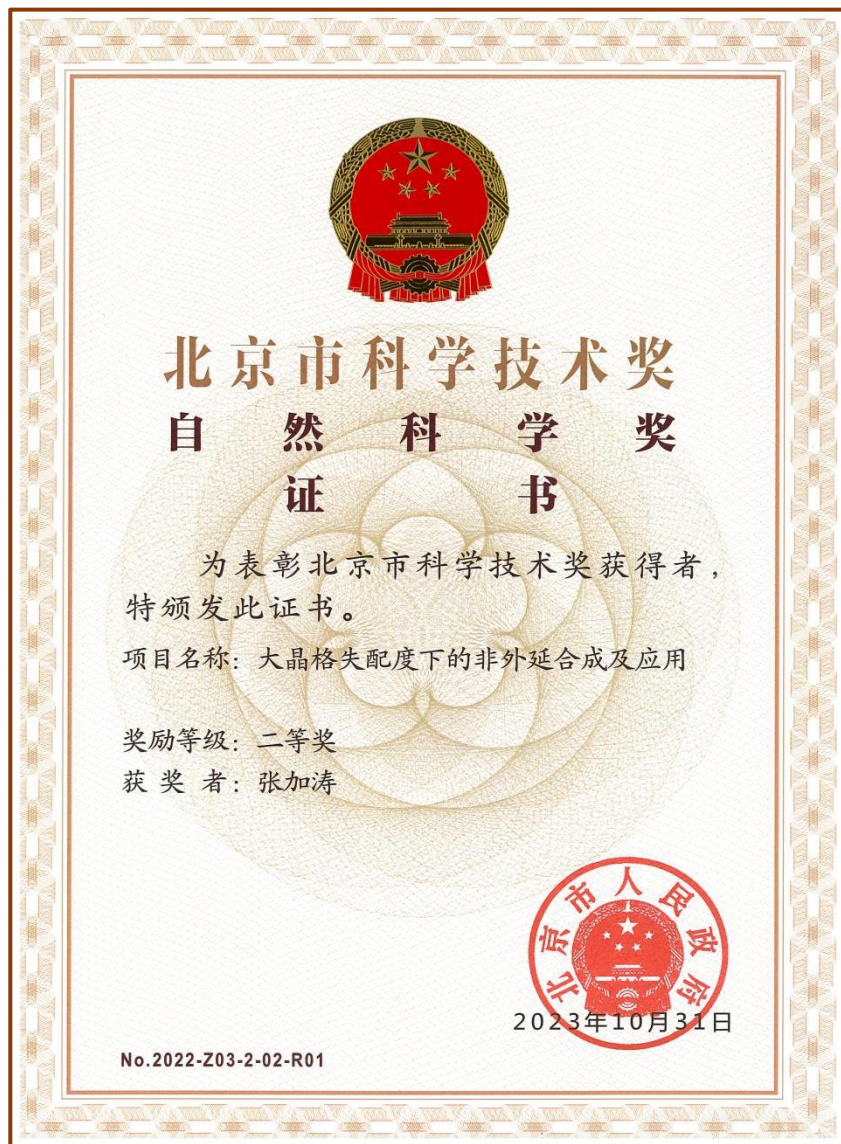 北京市科学技术奖
自然科学奖
证书
为表彰北京市科学技术奖获得者，
特颁发此证书。
项目名称：大晶格失配度下的非外延合成及应用
奖励等级：二等奖
获奖者：张加涛
北京市人民政府
2023年10月31日
No.2022-Z03-2-02-R01